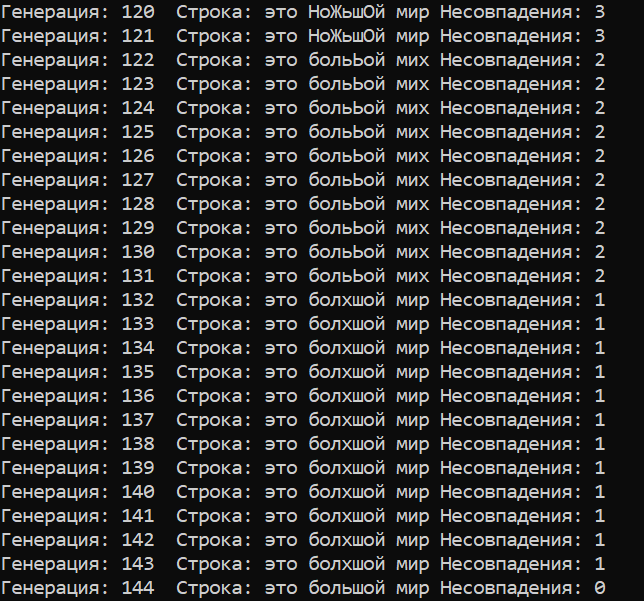 Генерация: 120  Строка: это НоЖьшОй мир Несовпадения: 3
Генерация: 121  Строка: это НоЖьшОй мир Несовпадения: 3
Генерация: 122  Строка: это больЬой мих Несовпадения: 2
Генерация: 123  Строка: это больЬой мих Несовпадения: 2
Генерация: 124  Строка: это больЬой мих Несовпадения: 2
Генерация: 125  Строка: это больЬой мих Несовпадения: 2
Генерация: 126  Строка: это больЬой мих Несовпадения: 2
Генерация: 127  Строка: это больЬой мих Несовпадения: 2
Генерация: 128  Строка: это больЬой мих Несовпадения: 2
Генерация: 129  Строка: это больЬой мих Несовпадения: 2
Генерация: 130  Строка: это больЬой мих Несовпадения: 2
Генерация: 131  Строка: это больЬой мих Несовпадения: 2
Генерация: 132  Строка: это болхшой мир Несовпадения: 1
Генерация: 133  Строка: это болхшой мир Несовпадения: 1
Генерация: 134  Строка: это болхшой мир Несовпадения: 1
Генерация: 135  Строка: это болхшой мир Несовпадения: 1
Генерация: 136  Строка: это болхшой мир Несовпадения: 1
Генерация: 137  Строка: это болхшой мир Несовпадения: 1
Генерация: 138  Строка: это болхшой мир Несовпадения: 1
Генерация: 139  Строка: это болхшой мир Несовпадения: 1
Генерация: 140  Строка: это болхшой мир Несовпадения: 1
Генерация: 141  Строка: это болхшой мир Несовпадения: 1
Генерация: 142  Строка: это болхшой мир Несовпадения: 1
Генерация: 143  Строка: это болхшой мир Несовпадения: 1
Генерация: 144  Строка: это большой мир Несовпадения: 0